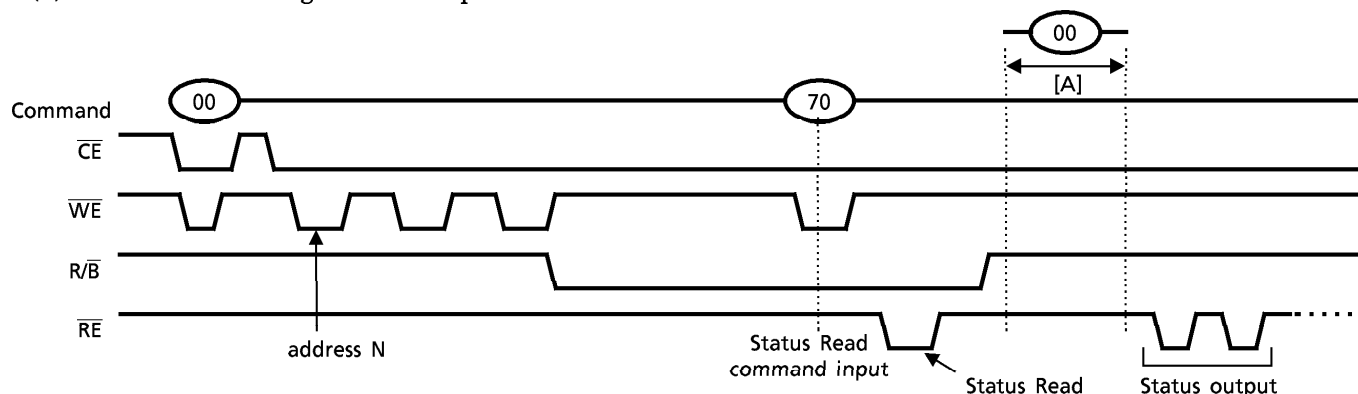 00
[A]
00
70
Command
CE
WE
R/B
RE
address N
Status Read
command input
Status Read
Status output